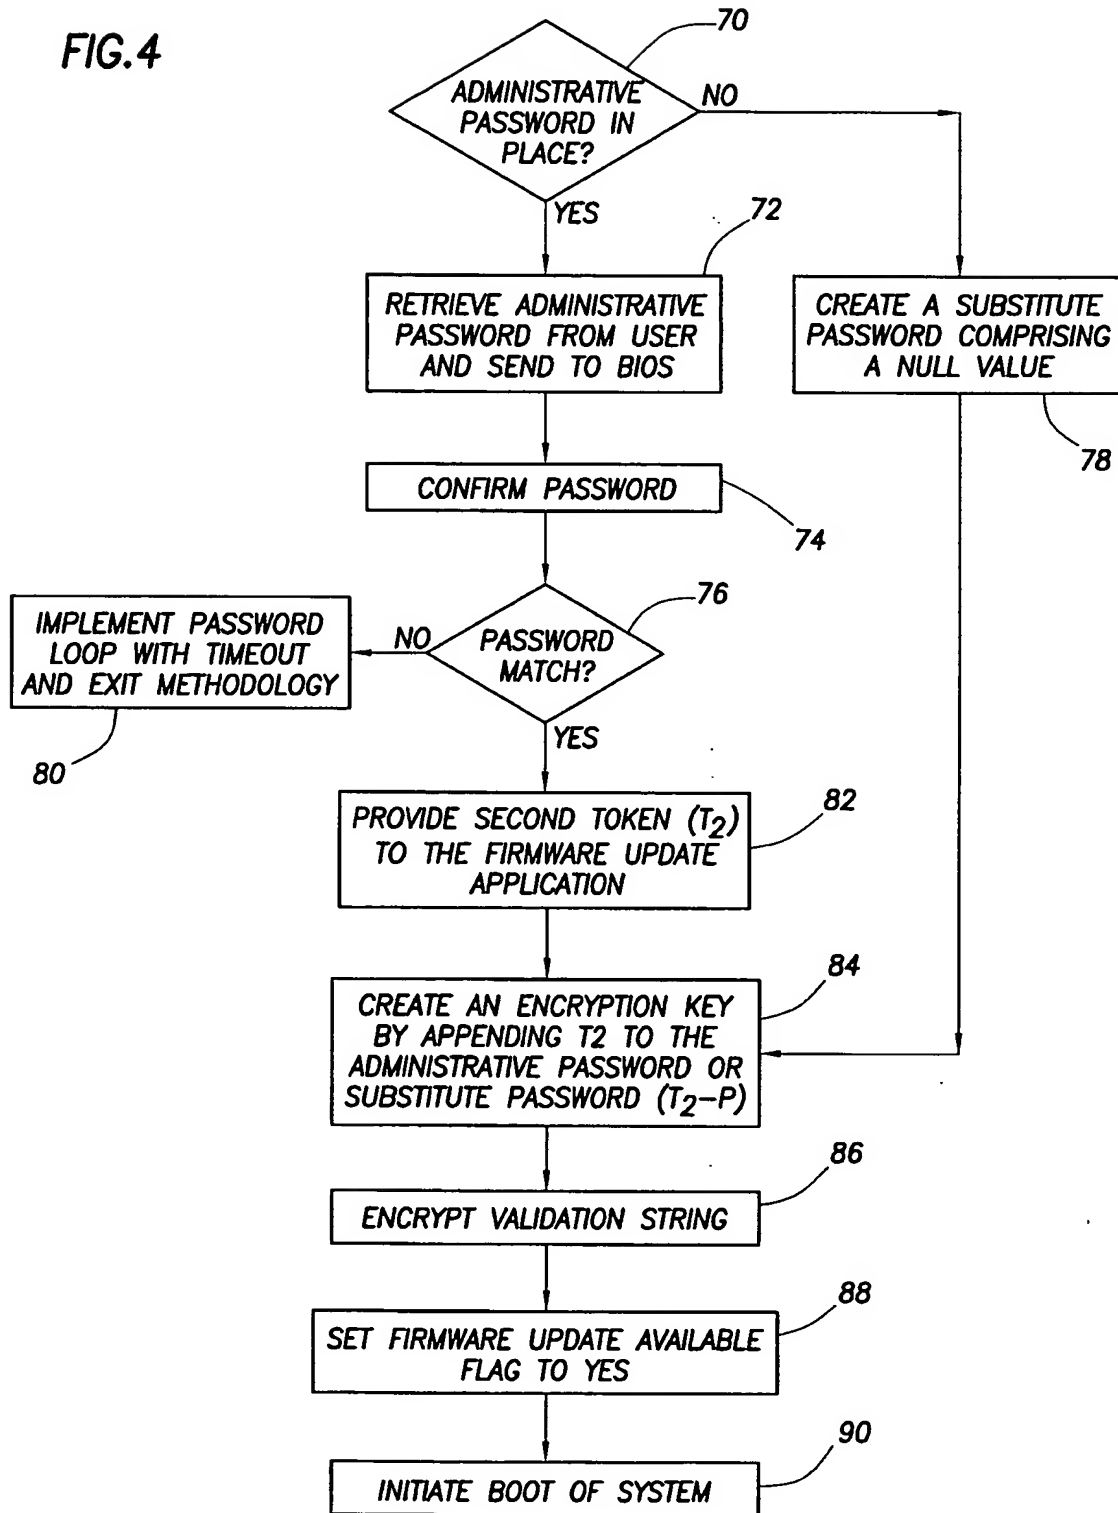 FIG.4
70
ADMINISTRATIVE
PASSWORD IN
PLACE?
NO
YES
72
RETRIEVE ADMINISTRATIVE
PASSWORD FROM USER
AND SEND TO BIOS
CREATE A SUBSTITUTE
PASSWORD COMPRISING
A NULL VALUE
78
CONFIRM PASSWORD
74
76
PASSWORD
MATCH?
NO
IMPLEMENT PASSWORD
LOOP WITH TIMEOUT
AND EXIT METHODOLOGY
80
YES
82
PROVIDE SECOND TOKEN (T2)
TO THE FIRMWARE UPDATE
APPLICATION
84
CREATE AN ENCRYPTION KEY
BY APPENDING T2 TO THE
ADMINISTRATIVE PASSWORD OR
SUBSTITUTE PASSWORD (T2-P)
86
ENCRYPT VALIDATION STRING
88
SET FIRMWARE UPDATE AVAILABLE
FLAG TO YES
90
INITIATE BOOT OF SYSTEM